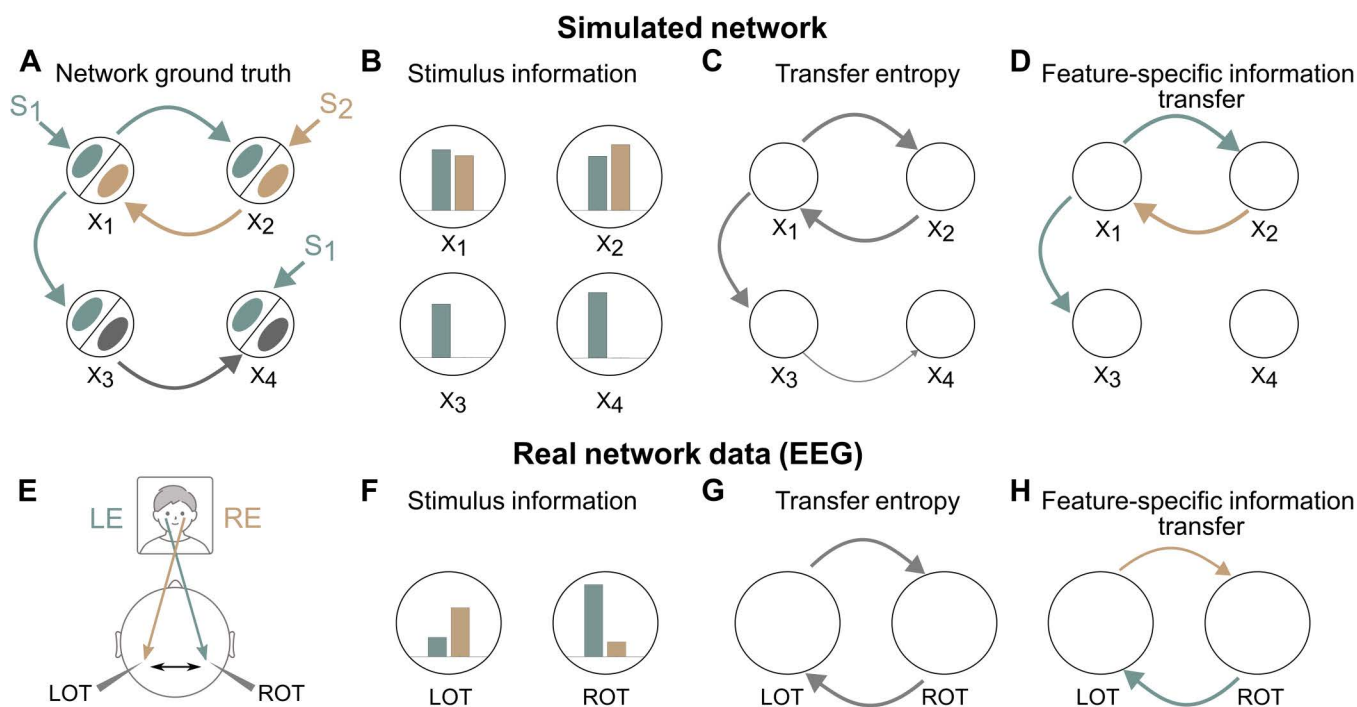 Simulated network
A
Network ground truth
S1
S2
X1
X2
S1
X3
X4
B
Stimulus information
X1
X2
X3
X4
C
Transfer entropy
X1
X2
X3
X4
D
Feature-specific information
transfer
X1
X2
X3
X4
Real network data (EEG)
E
LE
RE
LOT
ROT
F
Stimulus information
LOT
ROT
G
Transfer entropy
LOT
ROT
H
Feature-specific information
transfer
LOT
ROT